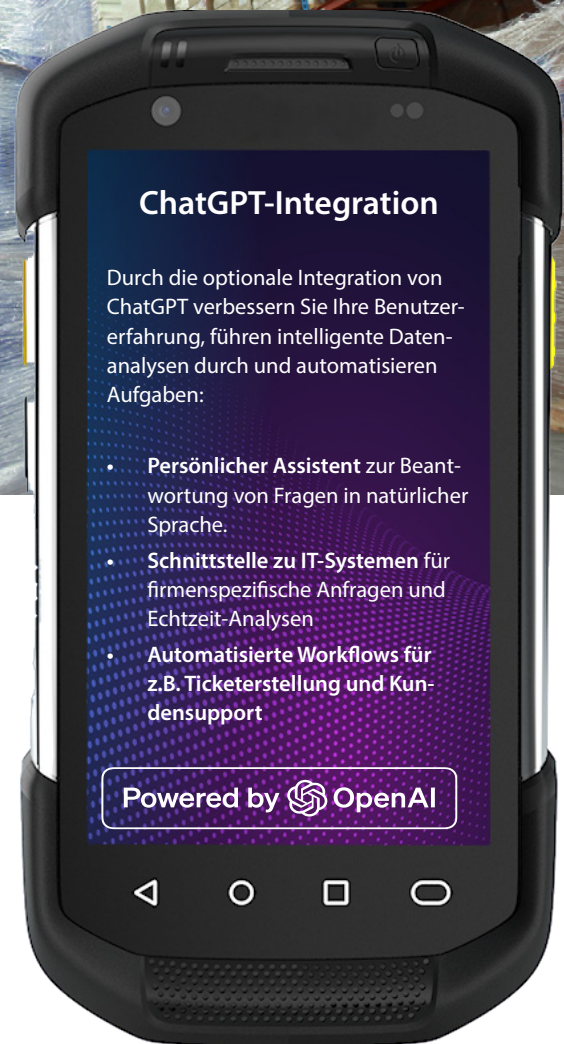 ChatGPT-Integration
Durch die optionale Integration von
ChatGPT verbessern Sie Ihre Benutzer-
erfahrung, führen intelligente Daten-
analysen durch und automatisieren
Aufgaben:
• Persönlicher Assistent zur Beant-
wortung von Fragen in natürlicher
Sprache.
• Schnittstelle zu IT-Systemen für
firmenspezifische Anfragen und
Echtzeit-Analysen
• Automatisierte Workflows für
z.B. Ticketerstellung und Kun-
densupport
Powered by OpenAI